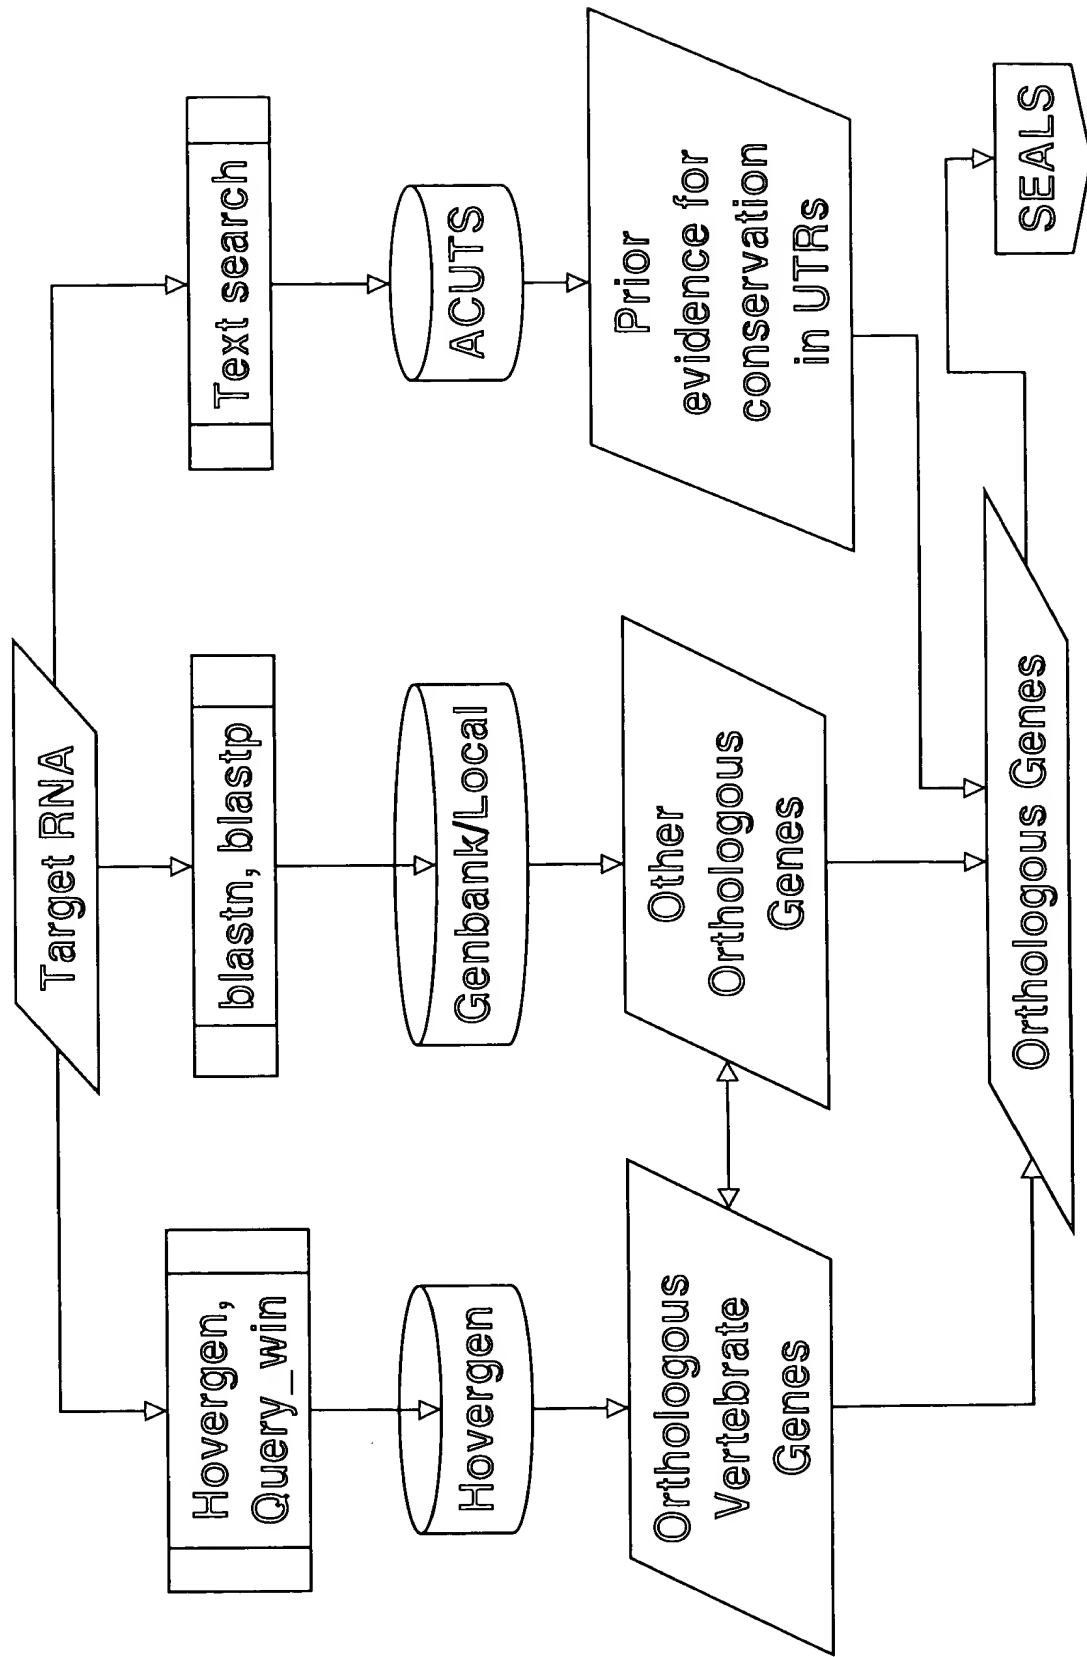 Target RNA
Hovergen,
Query_win
blastn, blastp
Text search
Hovergen
Genbank/Local
ACUTS
Orthologous
Vertebrate
Genes
Other
Orthologous
Genes
Prior
evidence for
conservation
in UTRs
Orthologous Genes
SEALS